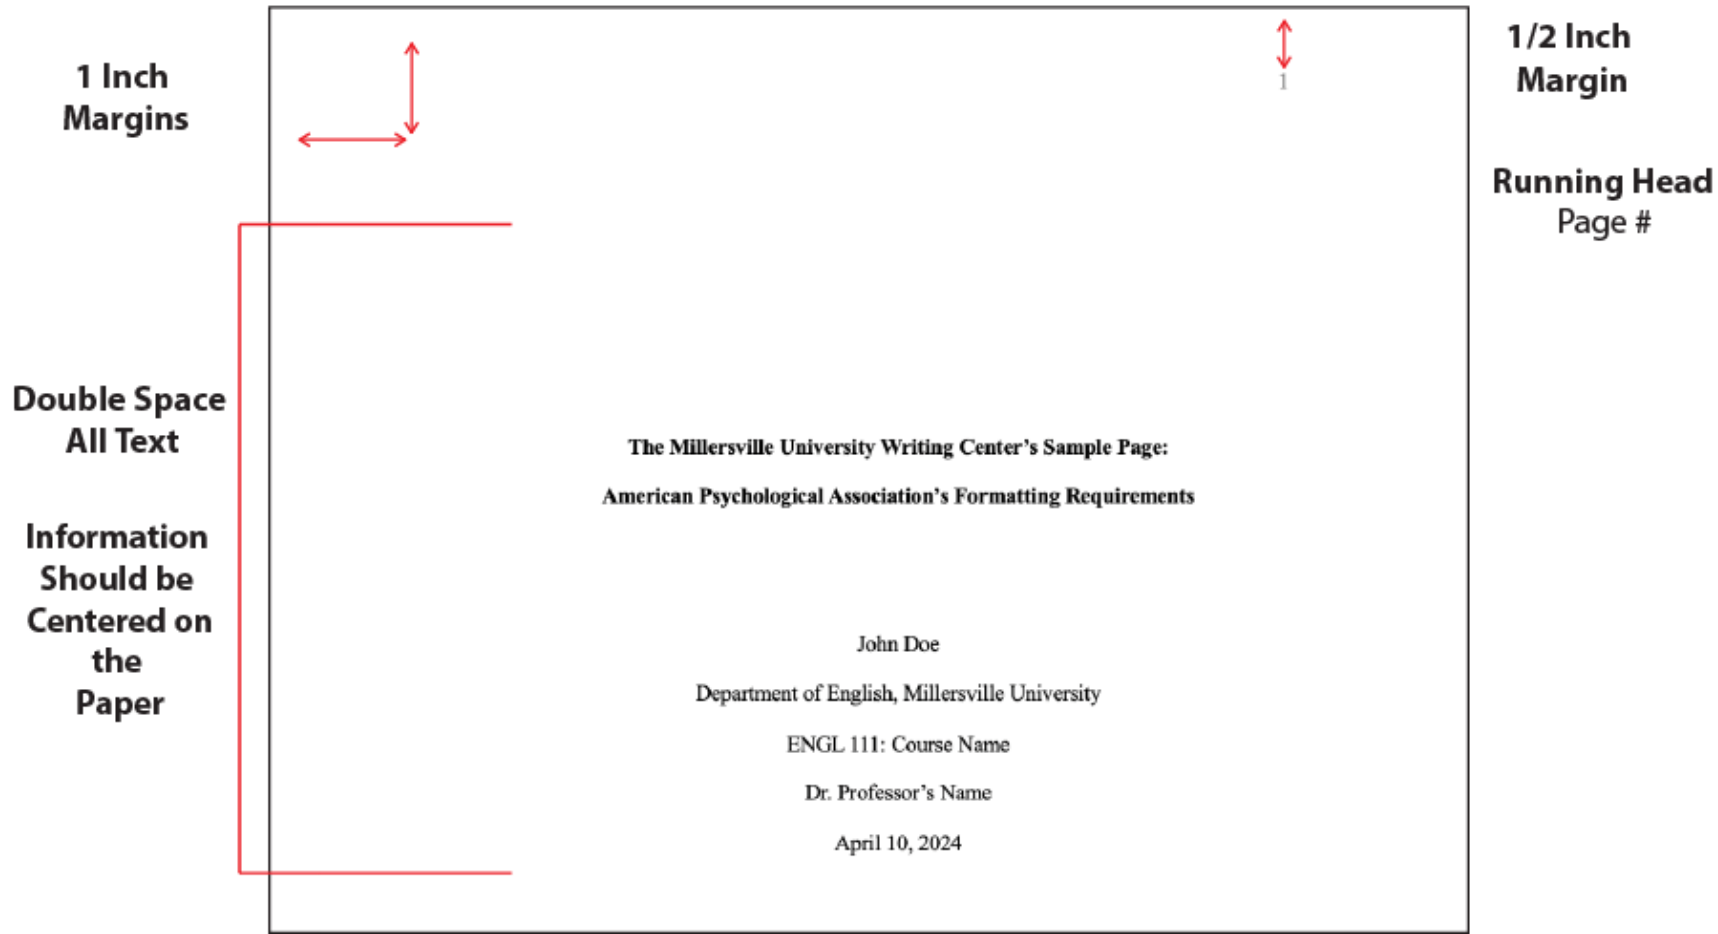 1 Inch
Margins
1
1/2 Inch
Margin
Running Head
Page #
Double Space
All Text
Information
Should be
Centered on
the
Paper
The Millersville University Writing Center’s Sample Page:
American Psychological Association’s Formatting Requirements
John Doe
Department of English, Millersville University
ENGL 111: Course Name
Dr. Professor’s Name
April 10, 2024